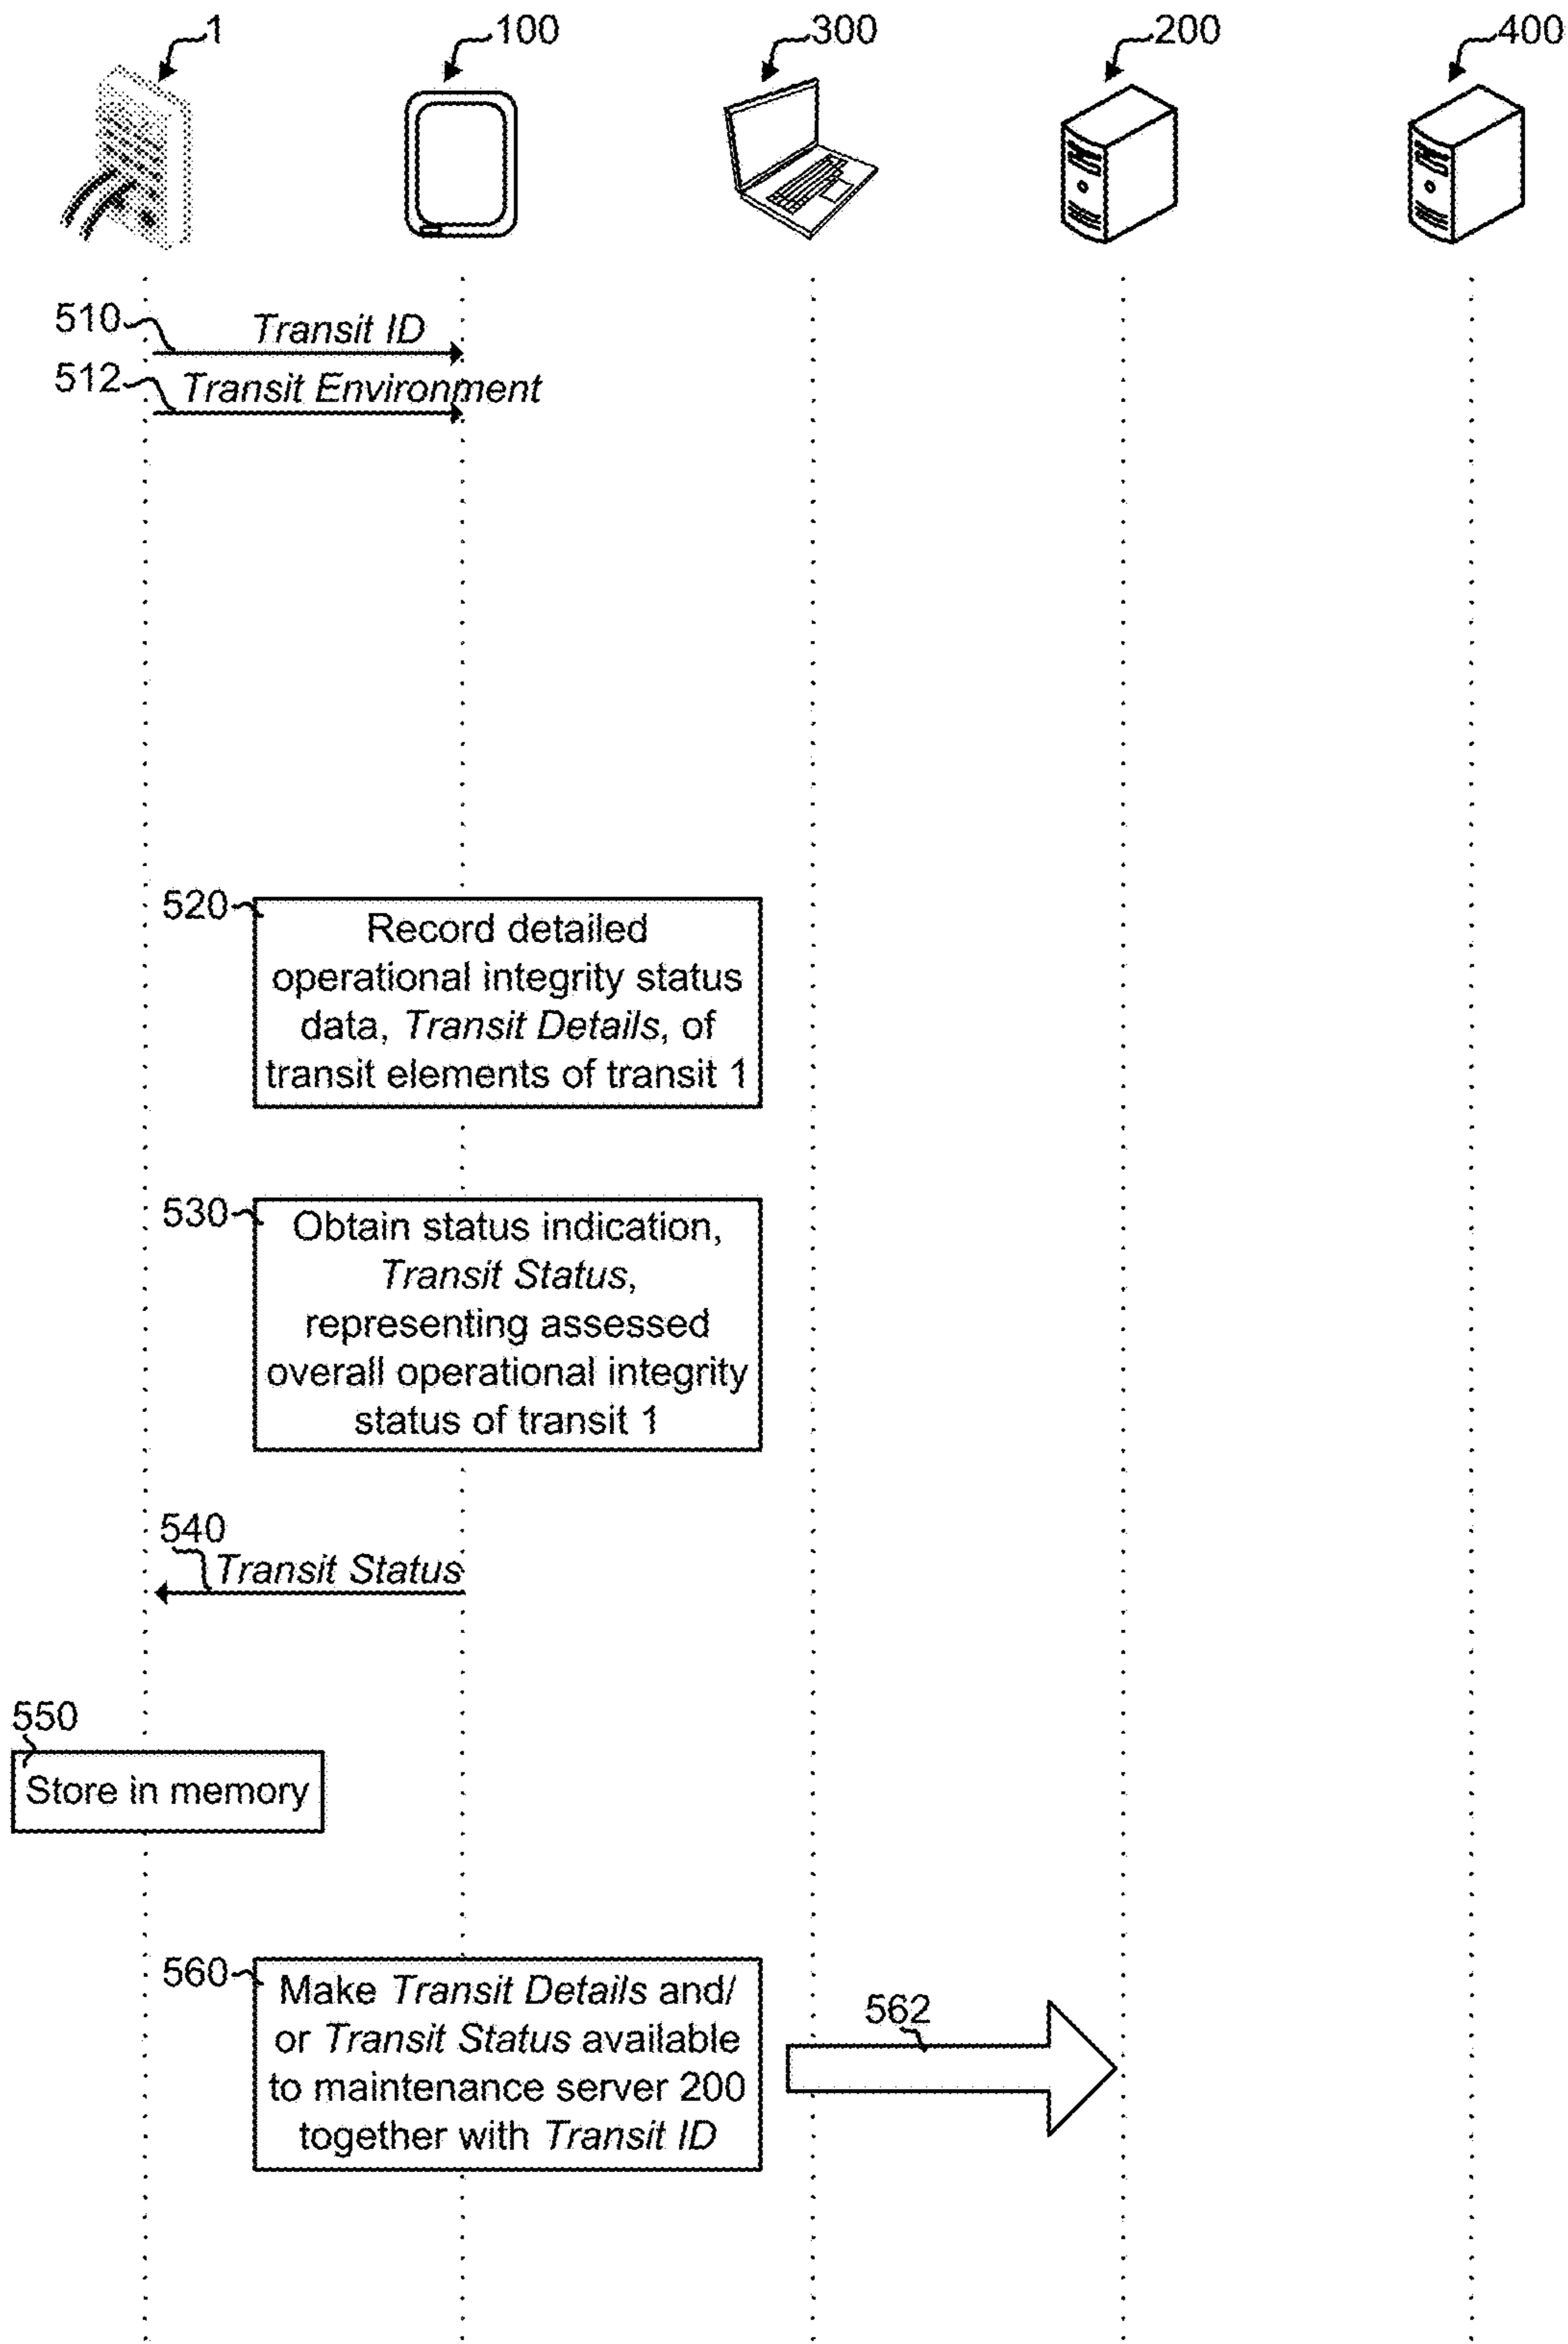 1
100
300
200
400
510
Transit ID
512
Transit Environment
520
Record detailed
operational integrity status
data, Transit Details, of
transit elements of transit 1
530
Obtain status indication,
Transit Status,
representing assessed
overall operational integrity
status of transit 1
540
Transit Status
550
Store in memory
560
Make Transit Details and/
or Transit Status available
to maintenance server 200
together with Transit ID
562